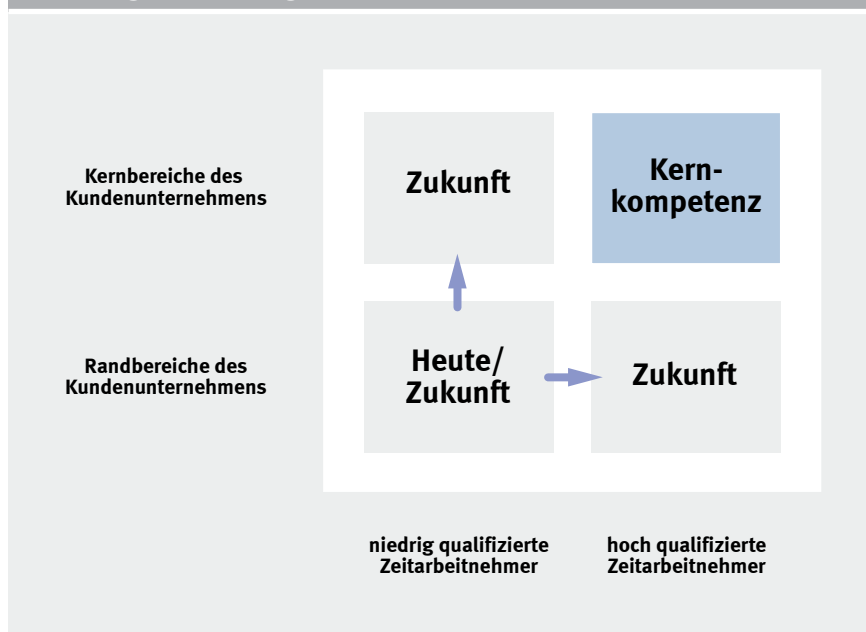 Kernbereiche des
Kundenunternehmens
Zukunft
Kern-
kompetenz
Randbereiche des
Kundenunternehmens
Heute/
Zukunft
Zukunft
niedrig qualifizierte
Zeitarbeitnehmer
hoch qualifizierte
Zeitarbeitnehmer